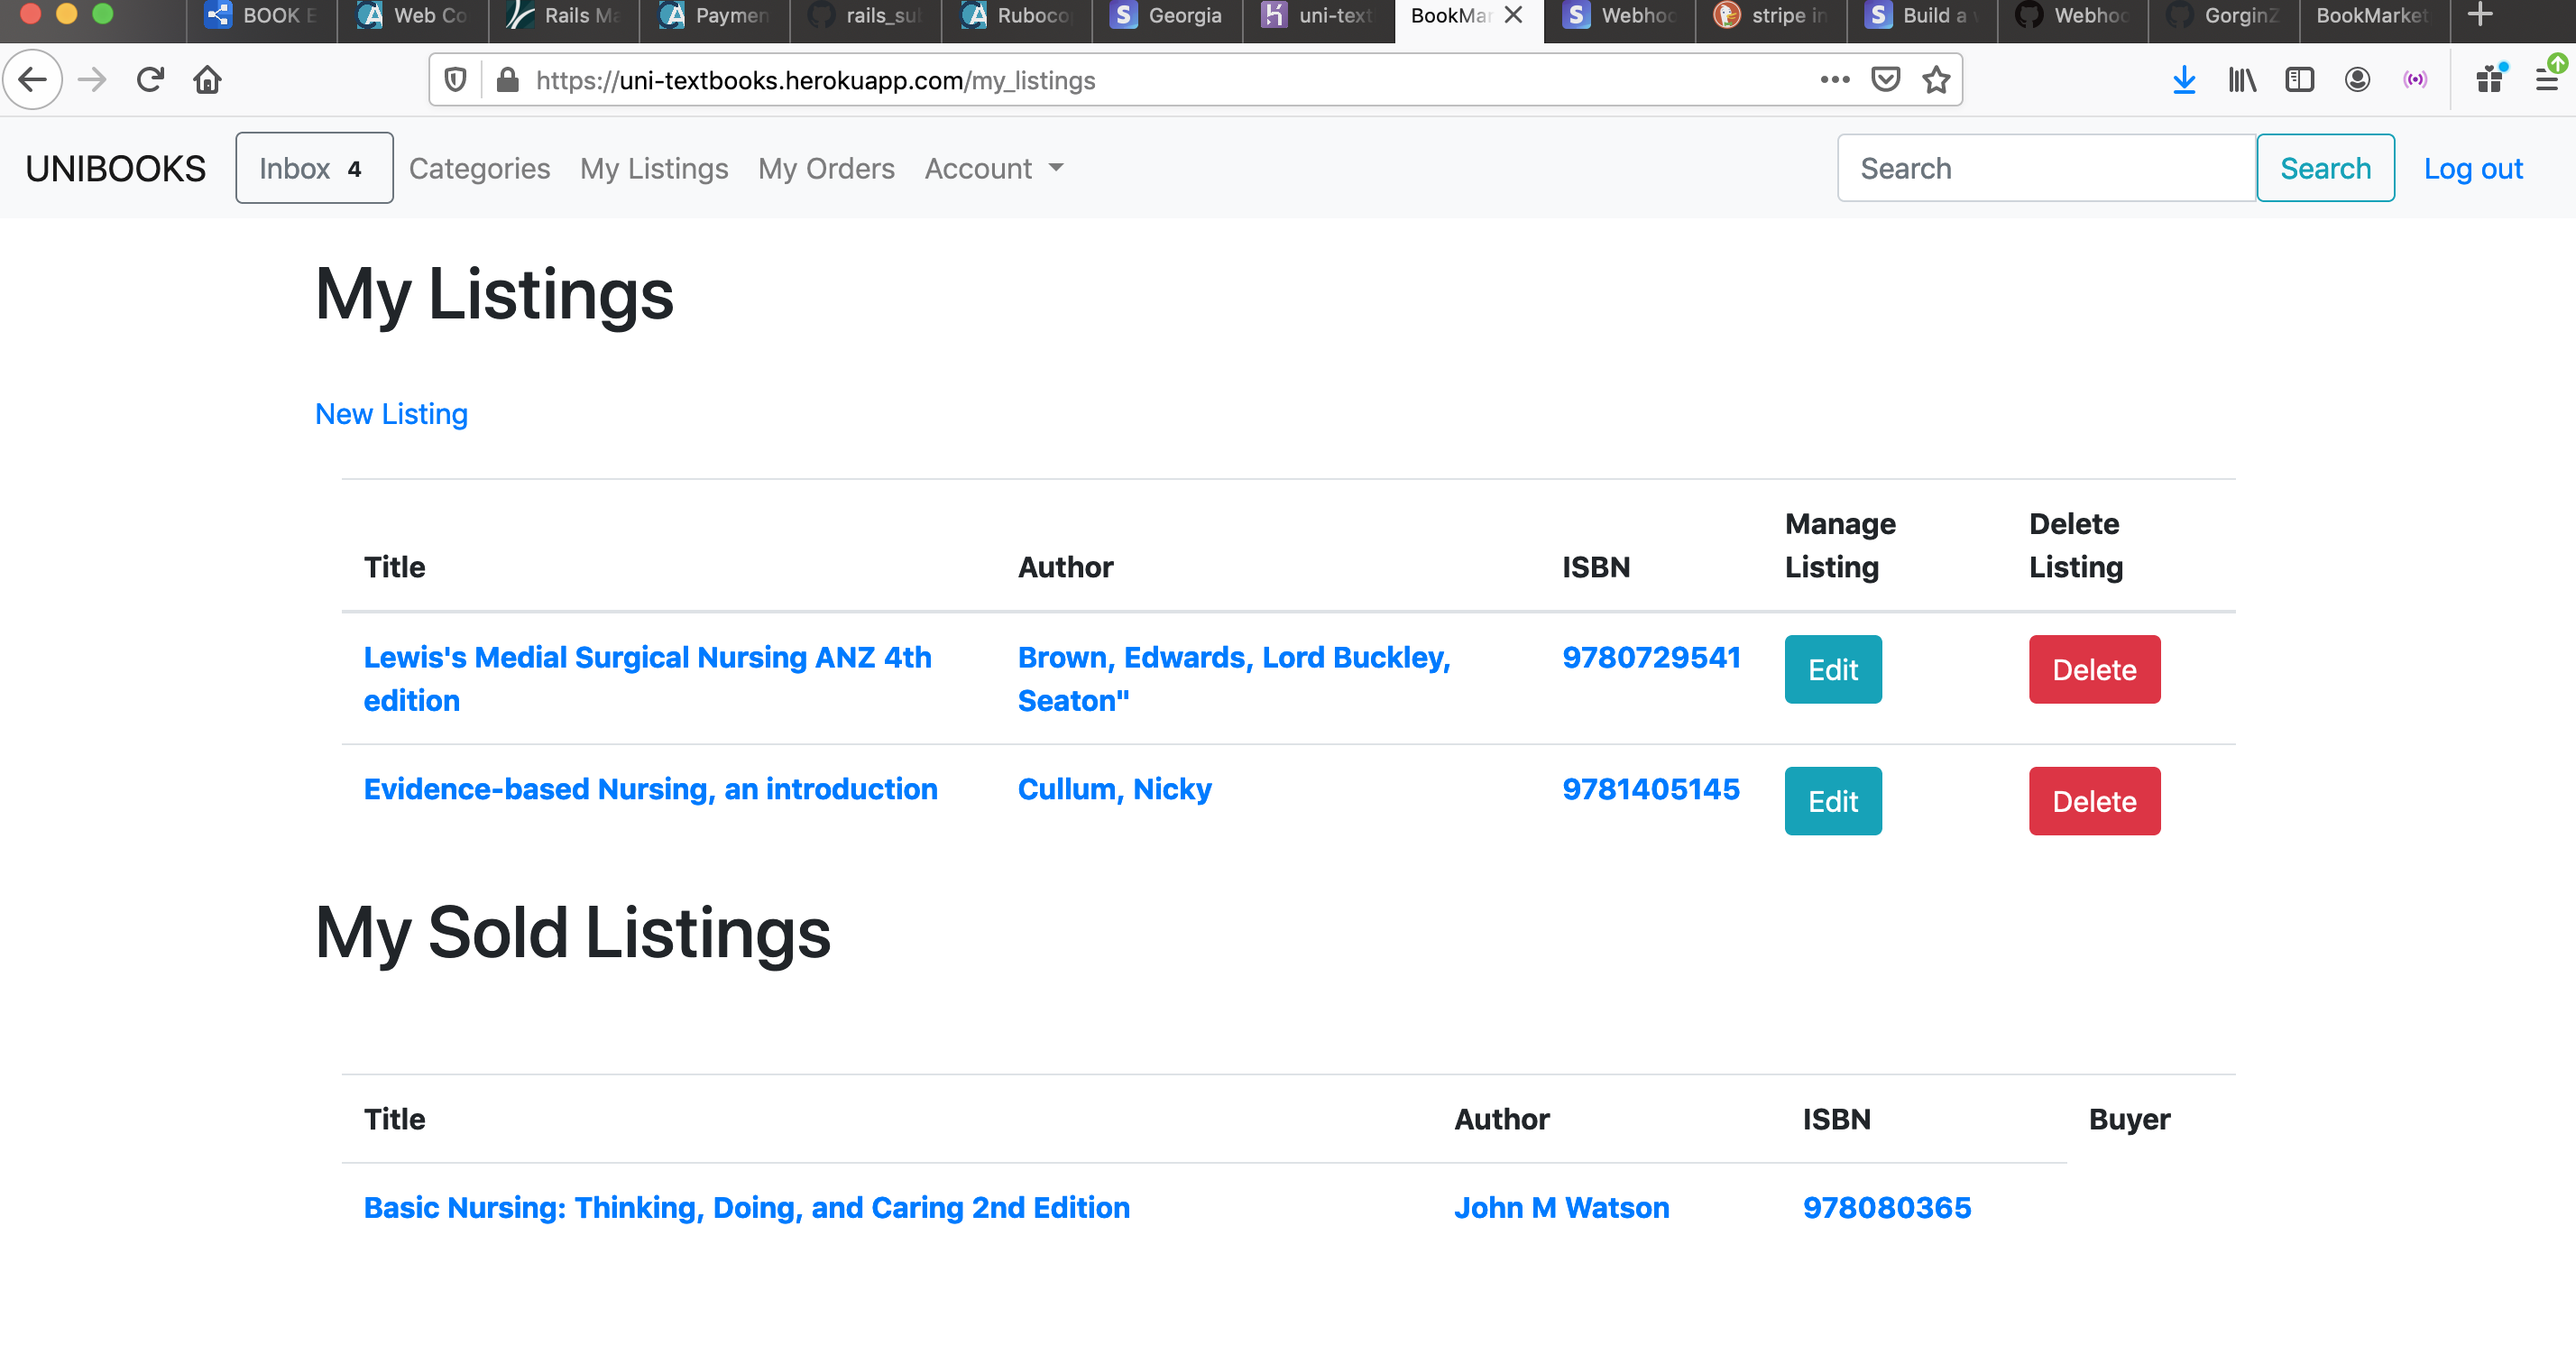 BOOK
Web Co
Rails Ma
Paymen
rails_su
Ruboco
Georgia
uni-text
BookMar
Webhoo
stripe in
Build a
Webhoo
GorginZ
BookMarket
https://uni-textbooks.herokuapp.com/my_listings
UNIBOOKS Inbox 4 Categories My Listings My Orders Account Search Search Log out
My Listings
New Listing
Title Author ISBN Manage Listing Delete Listing
Lewis's Medial Surgical Nursing ANZ 4th
edition
Brown, Edwards, Lord Buckley,
Seaton"
9780729541 Edit Delete
Evidence-based Nursing, an introduction Cullum, Nicky 9781405145 Edit Delete
My Sold Listings
Title Author ISBN Buyer
Basic Nursing: Thinking, Doing, and Caring 2nd Edition John M Watson 978080365